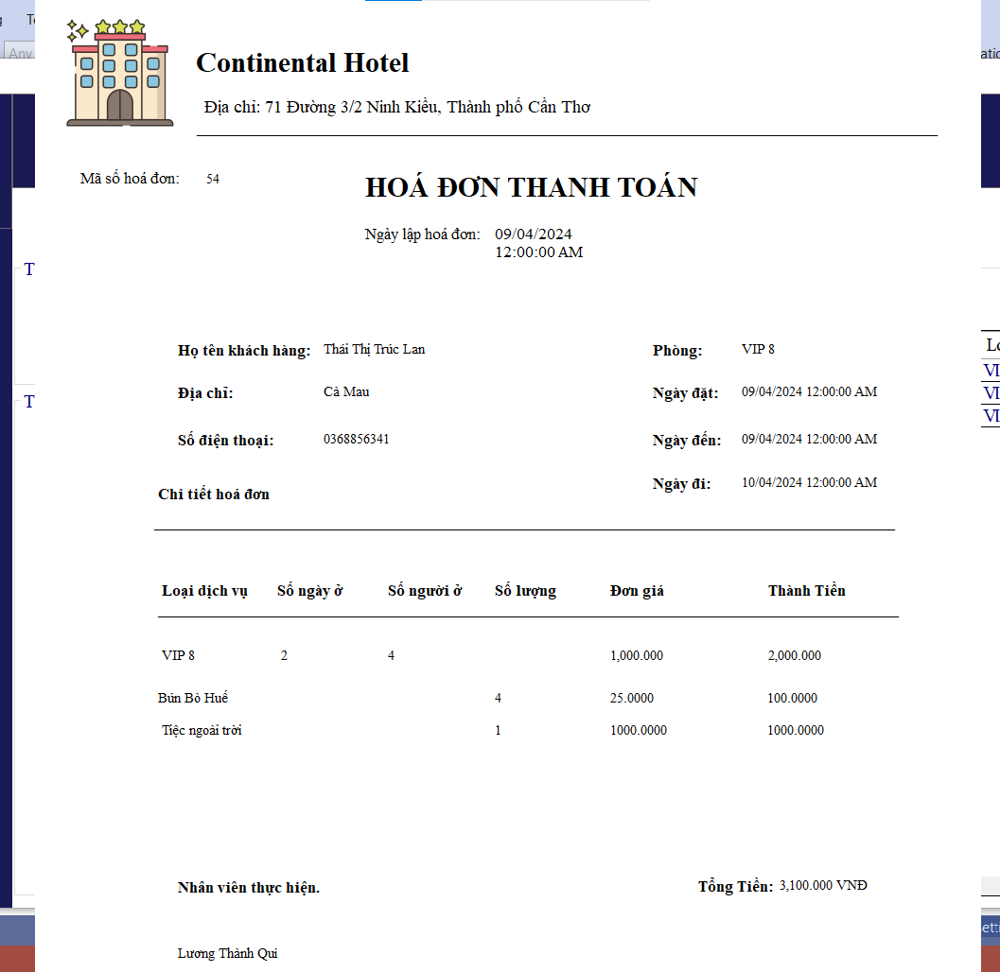 Any
Continental Hotel
Địa chỉ: 71 Đường 3/2 Ninh Kiều, Thành phố Cần Thơ
Mã số hoá đơn: 54
HOÁ ĐƠN THANH TOÁN
Ngày lập hoá đơn: 09/04/2024
12:00:00 AM
Họ tên khách hàng: Thái Thị Trúc Lan Phòng: VIP 8
Địa chỉ: Cà Mau Ngày đặt: 09/04/2024 12:00:00 AM
Số điện thoại: 0368856341 Ngày đến: 09/04/2024 12:00:00 AM
Ngày đi: 10/04/2024 12:00:00 AM
Chi tiết hoá đơn
Loại dịch vụ Số ngày ở Số người ở Số lượng Đơn giá Thành Tiền
VIP 8 2 4 1,000.000 2,000.000
Bún Bò Huế 4 25.0000 100.0000
Tiệc ngoài trời 1 1000.0000 1000.0000
Nhân viên thực hiện. Tổng Tiền: 3,100.000 VNĐ
Lương Thành Qui